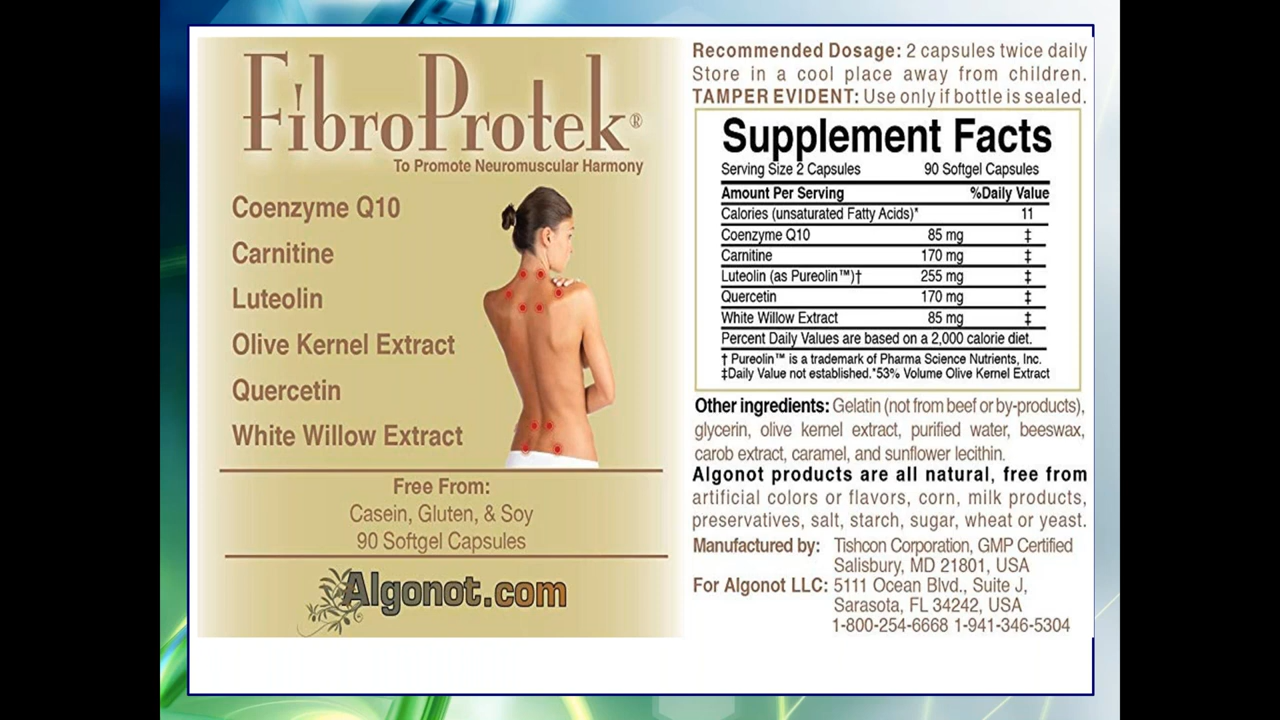 FibroProtek®
To Promote Neuromuscular Harmony
Coenzyme Q10
Carnitine
Luteolin
Olive Kernel Extract
Quercetin
White Willow Extract
Free From:
Casein, Gluten, & Soy
90 Softgel Capsules
Algonot.com
Recommended Dosage: 2 capsules twice daily
Store in a cool place away from children.
TAMPER EVIDENT: Use only if bottle is sealed.
Supplement Facts
Serving Size 2 Capsules 90 Softgel Capsules
Amount Per Serving %Daily Value
Calories (unsaturated Fatty Acids)* 11
Coenzyme Q10 85 mg ‡
Carnitine 170 mg ‡
Luteolin (as Pureolin™)† 255 mg ‡
Quercetin 170 mg ‡
White Willow Extract 85 mg ‡
Percent Daily Values are based on a 2,000 calorie diet.
† Pureolin™ is a trademark of Pharma Science Nutrients, Inc.
‡Daily Value not established.*53% Volume Olive Kernel Extract
Other ingredients: Gelatin (not from beef or by-products),
glycerin, olive kernel extract, purified water, beeswax,
carob extract, caramel, and sunflower lecithin.
Algonot products are all natural, free from
artificial colors or flavors, corn, milk products,
preservatives, salt, starch, sugar, wheat or yeast.
Manufactured by: Tishcon Corporation, GMP Certified
Salisbury, MD 21801, USA
For Algonot LLC: 5111 Ocean Blvd., Suite J,
Sarasota, FL 34242, USA
1-800-254-6668 1-941-346-5304